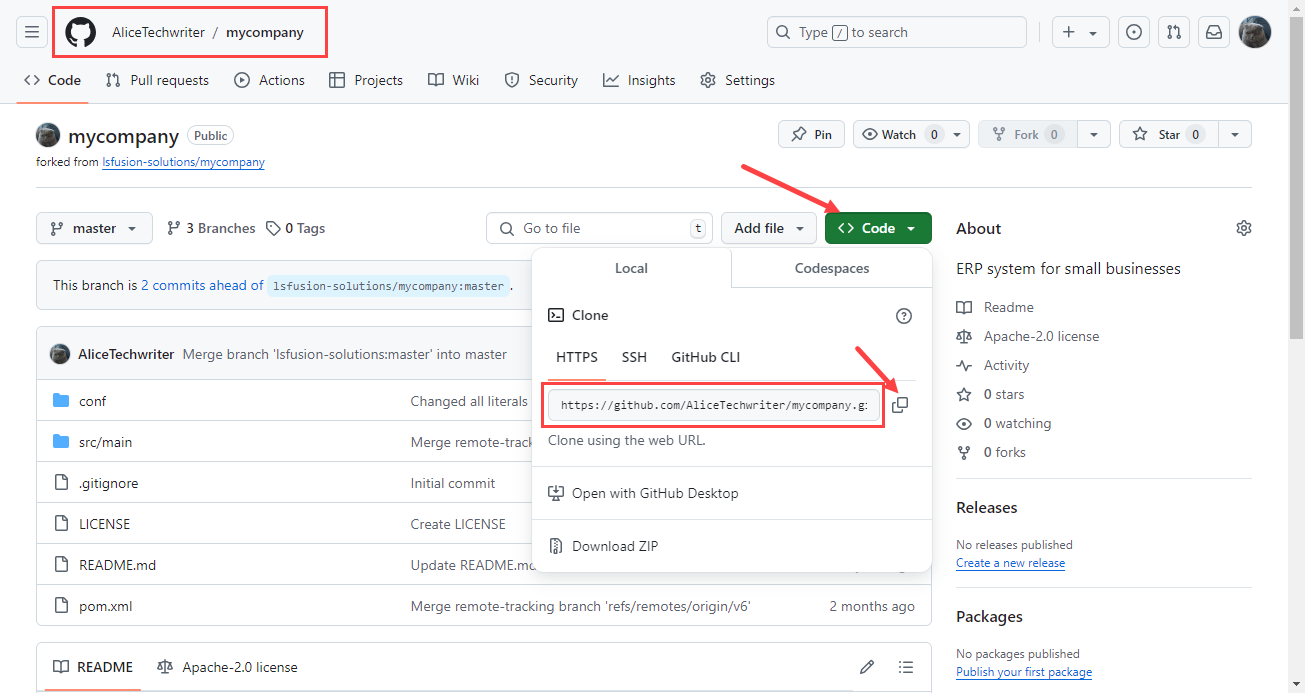 AliceTechwriter / mycompany
Type / to search
Code Pull requests Actions Projects Wiki Security Insights Settings
mycompany Public
Pin Watch 0 Fork 0 Star 0
forked from lsfusion-solutions/mycompany
master 3 Branches 0 Tags
Go to file t
Add file
Code
This branch is 2 commits ahead of lsfusion-solutions/mycompany:master .
AliceTechwriter Merge branch 'lsfusion-solutions:master' into master
conf Changed all literals
src/main Merge remote-track
.gitignore Initial commit
LICENSE Create LICENSE
README.md Update README.md
pom.xml Merge remote-tracking branch 'refs/remotes/origin/v6' 2 months ago
Local Codespaces
Clone
HTTPS SSH GitHub CLI
https://github.com/AliceTechwriter/mycompany.gi
Clone using the web URL.
Open with GitHub Desktop
Download ZIP
README Apache-2.0 license
About
ERP system for small businesses
Readme
Apache-2.0 license
Activity
0 stars
0 watching
0 forks
Releases
No releases published
Create a new release
Packages
No packages published
Publish your first package